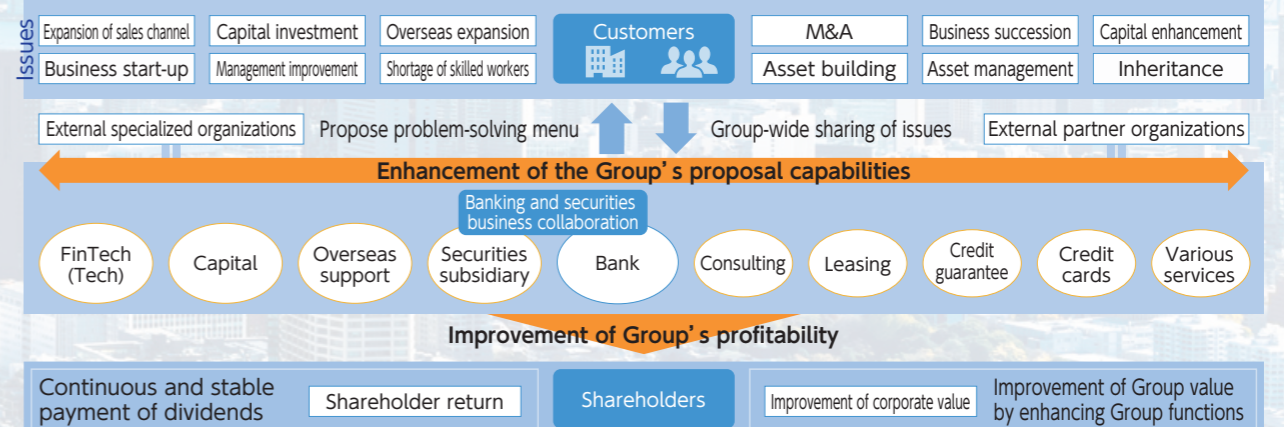 Issues
Expansion of sales channel
Capital investment
Overseas expansion
Customers
M&A
Business succession
Capital enhancement
Business start-up
Management improvement
Shortage of skilled workers
Asset building
Asset management
Inheritance
External specialized organizations
Propose problem-solving menu
Group-wide sharing of issues
External partner organizations
Enhancement of the Group's proposal capabilities
Banking and securities
business collaboration
FinTech
(Tech)
Capital
Overseas
support
Securities
subsidiary
Bank
Consulting
Leasing
Credit
guarantee
Credit
cards
Various
services
Improvement of Group's profitability
Continuous and stable
payment of dividends
Shareholder return
Shareholders
Improvement of corporate value
Improvement of Group value
by enhancing Group functions